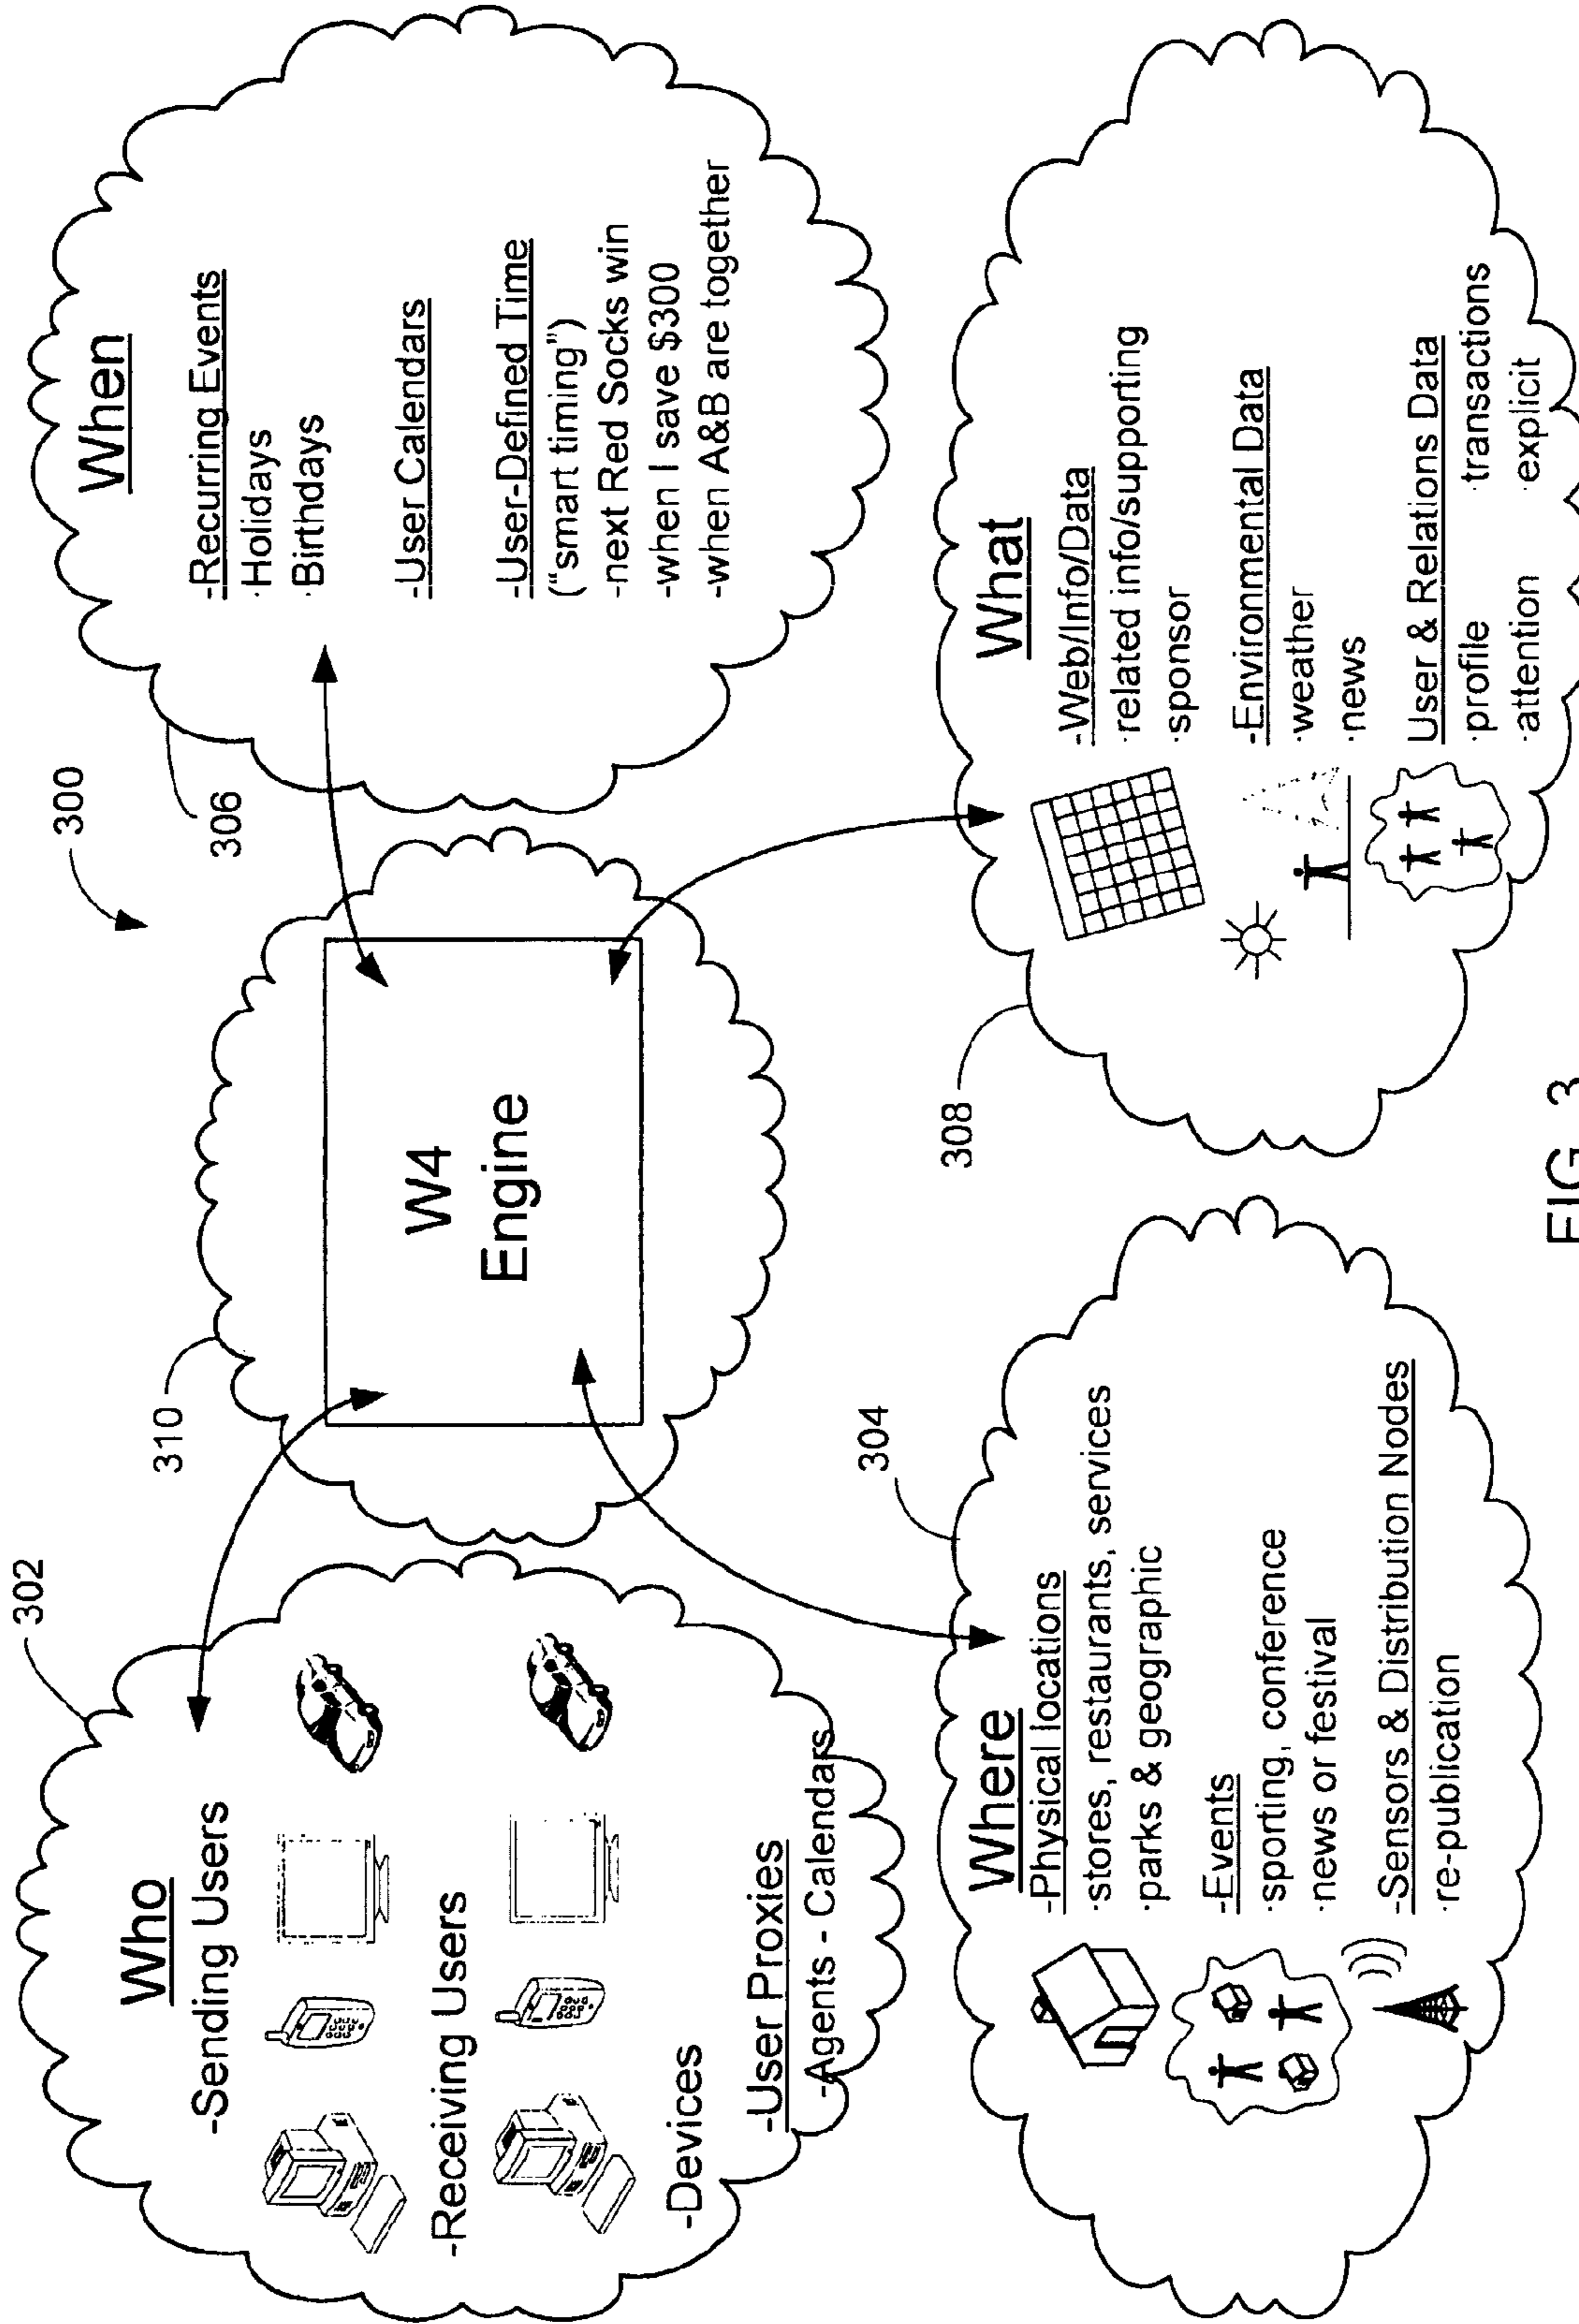 300
302
Who
-Sending Users
-Receiving Users
-Devices
-User Proxies
-Agents - Calendars
310
W4
Engine
306
When
-Recurring Events
·Holidays
·Birthdays
-User Calendars
-User-Defined Time
("smart timing")
-next Red Socks win
-when I save $300
-when A&B are together
304
Where
-Physical locations
·stores, restaurants, services
·parks & geographic
-Events
·sporting, conference
·news or festival
-Sensors & Distribution Nodes
·re-publication
308
What
-Web/Info/Data
·related info/supporting
·sponsor
-Environmental Data
·weather
·news
User & Relations Data
·profile ·transactions
·attention ·explicit
FIG. 3